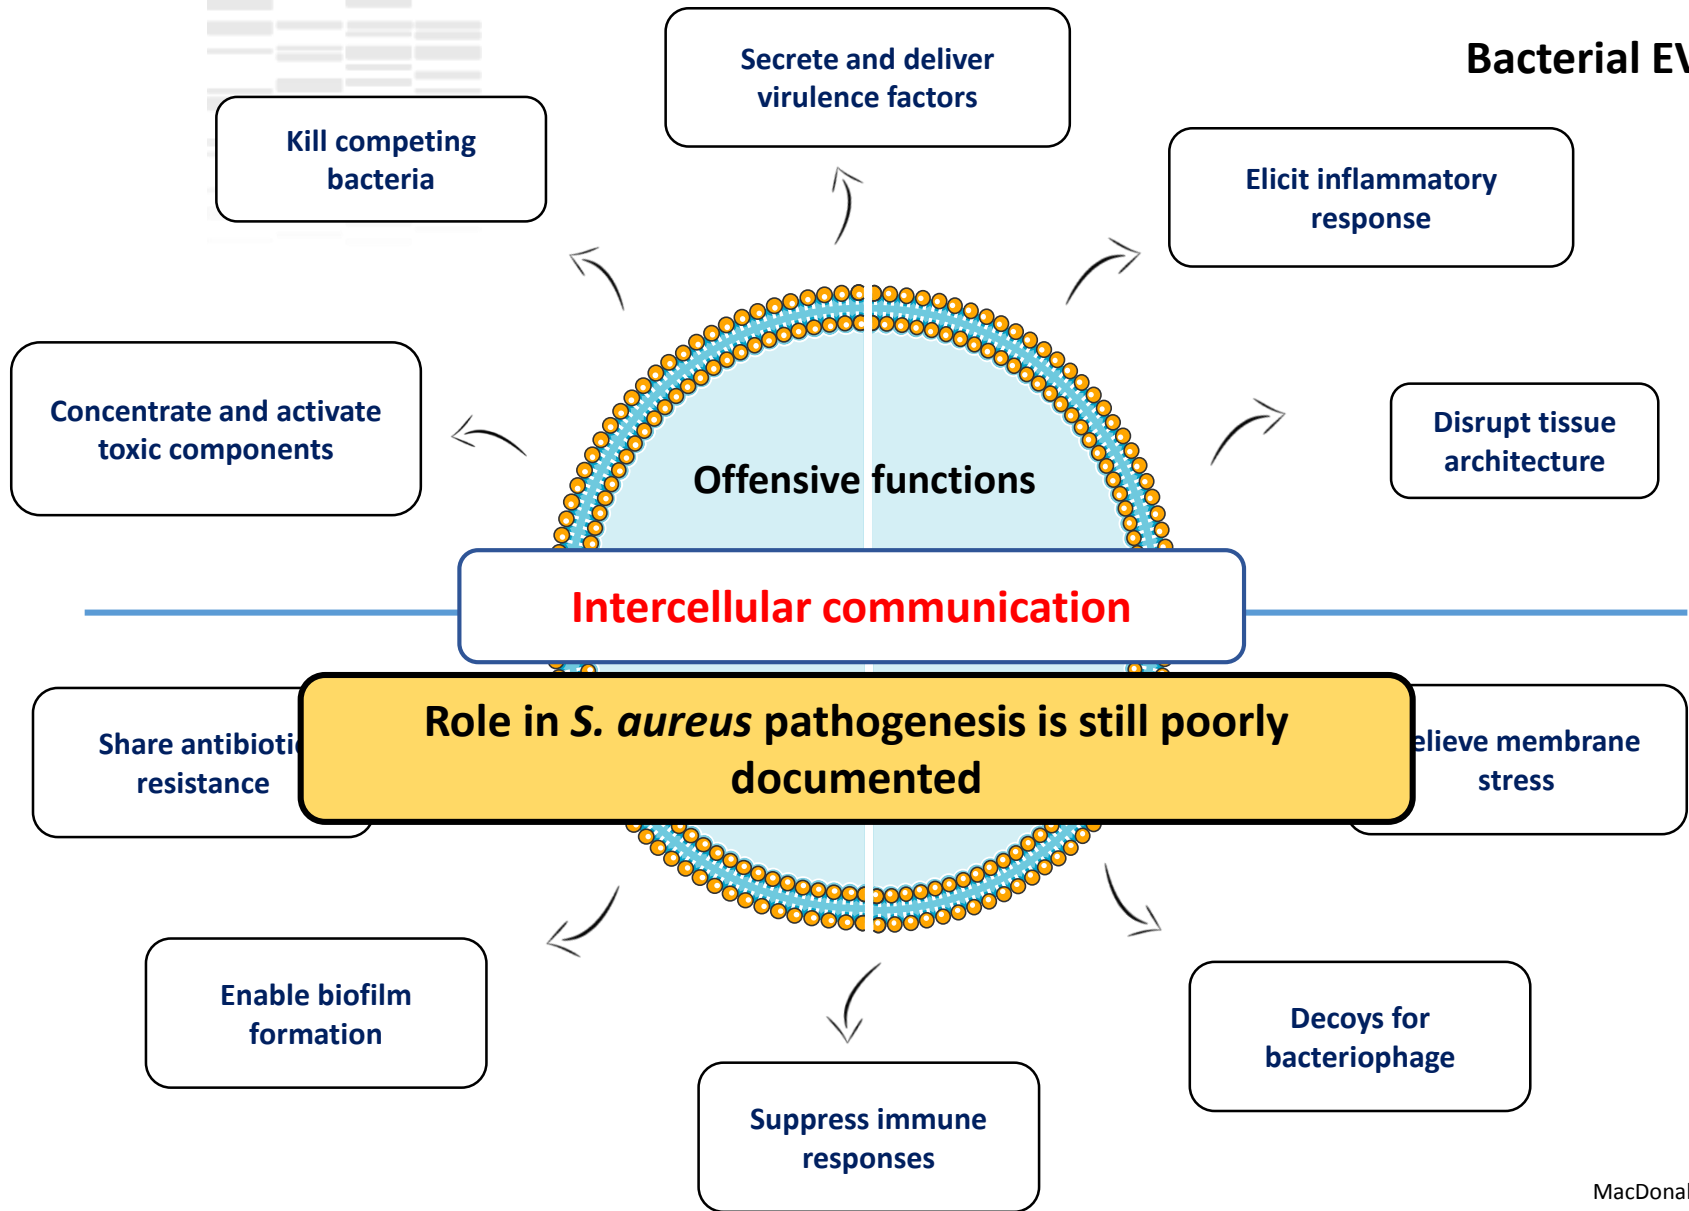 Bacterial EV
Secrete and deliver
virulence factors
Kill competing
bacteria
Elicit inflammatory
response
Concentrate and activate
toxic components
Disrupt tissue
architecture
Offensive functions
Intercellular communication
Role in S. aureus pathogenesis is still poorly
documented
Share antibioti
resistance
elieve membrane
stress
Enable biofilm
formation
Decoys for
bacteriophage
Suppress immune
responses
MacDonal